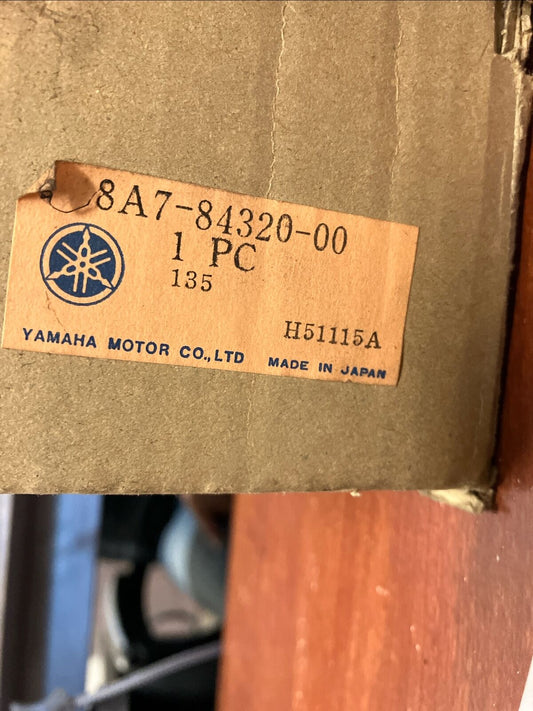 8A7-84320-00
1 PC
135
H51115A
YAMAHA MOTOR CO.,LTD MADE IN JAPAN